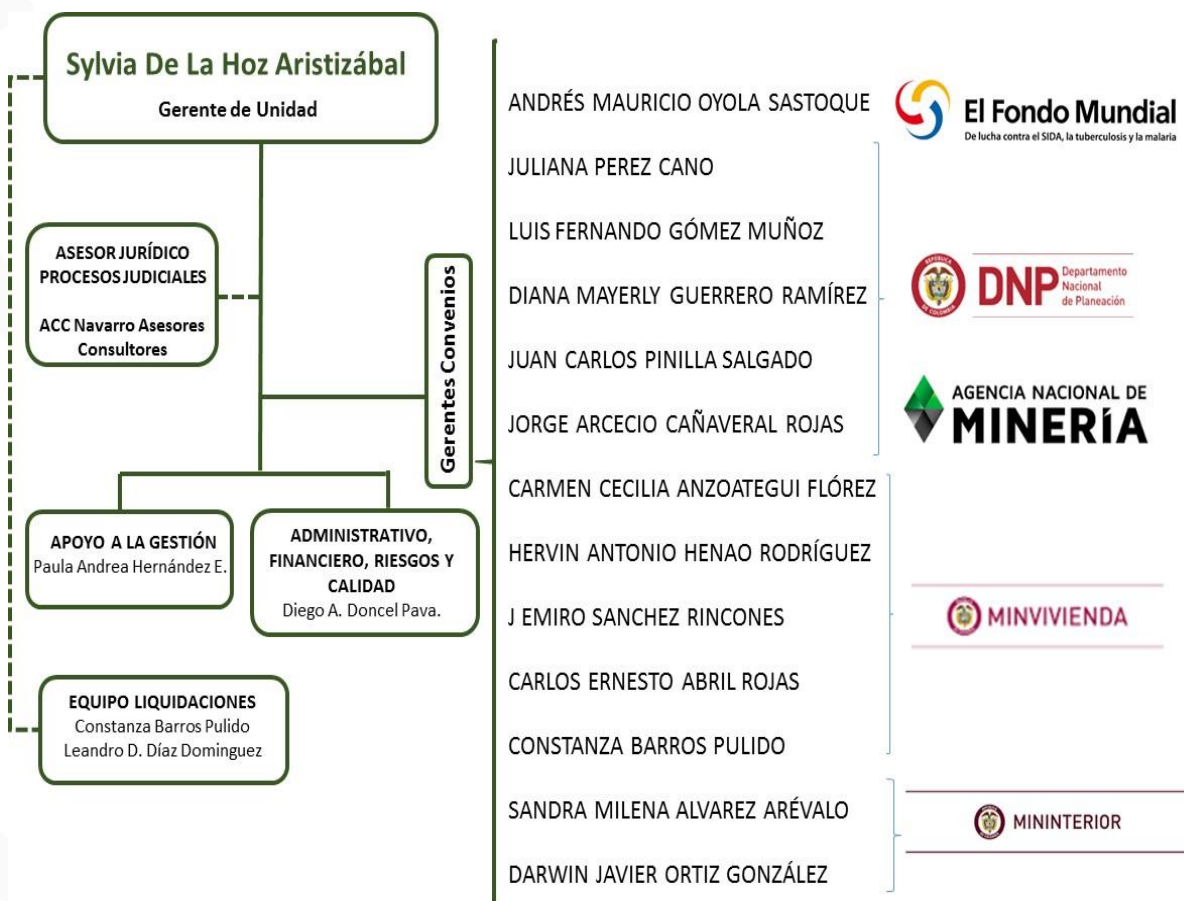 Sylvia De La Hoz Aristizábal
Gerente de Unidad
ASESOR JURÍDICO
PROCESOS JUDICIALES
ACC Navarro Asesores
Consultores
APOYO A LA GESTIÓN
Paula Andrea Hernández E.
ADMINISTRATIVO,
FINANCIERO, RIESGOS Y
CALIDAD
Diego A. Doncel Pava.
EQUIPO LIQUIDACIONES
Constanza Barros Pulido
Leandro D. Díaz Dominguez
Gerentes Convenios
ANDRÉS MAURICIO OYOLA SASTOQUE
JULIANA PEREZ CANO
LUIS FERNANDO GÓMEZ MUÑOZ
DIANA MAYERLY GUERRERO RAMÍREZ
JUAN CARLOS PINILLA SALGADO
JORGE ARCECIO CAÑAVERAL ROJAS
CARMEN CECILIA ANZOATEGUI FLÓREZ
HERVIN ANTONIO HENAO RODRÍGUEZ
J EMIRO SANCHEZ RINCONES
CARLOS ERNESTO ABRIL ROJAS
CONSTANZA BARROS PULIDO
SANDRA MILENA ALVAREZ ARÉVALO
DARWIN JAVIER ORTIZ GONZÁLEZ
El Fondo Mundial
De lucha contra el SIDA, la tuberculosis y la malaria
REPÚBLICA
DE COLOMBIA
DNP
Departamento
Nacional
de Planeación
AGENCIA NACIONAL DE
MINERÍA
MINVIVIENDA
MININTERIOR